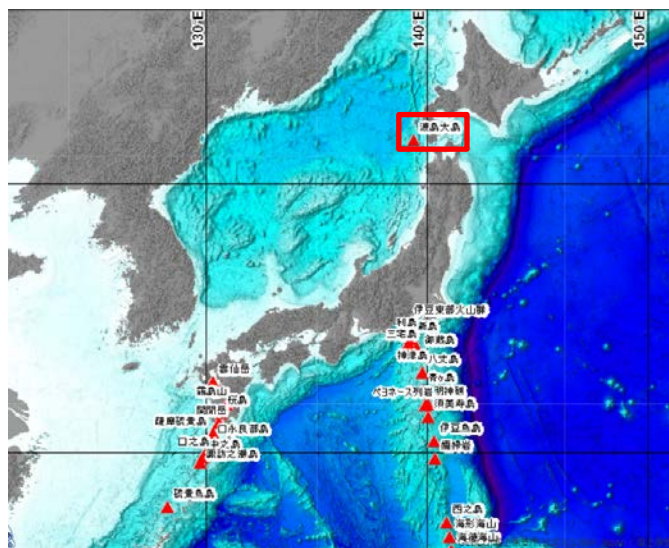 130°E
140°E
150°E
渡島大島
伊豆東部火山群
利島
新島
三宅島
御蔵島
神津島
八丈島
青ヶ島
ベヨネース列岩
明神礁
須美寿島
伊豆鳥島
孀婦岩
西之島
海形海山
海徳海山
雲仙岳
霧島山
桜島
開聞岳
薩摩硫黄島
口永良部島
口之島
中之島
諏訪之瀬島
硫黄鳥島